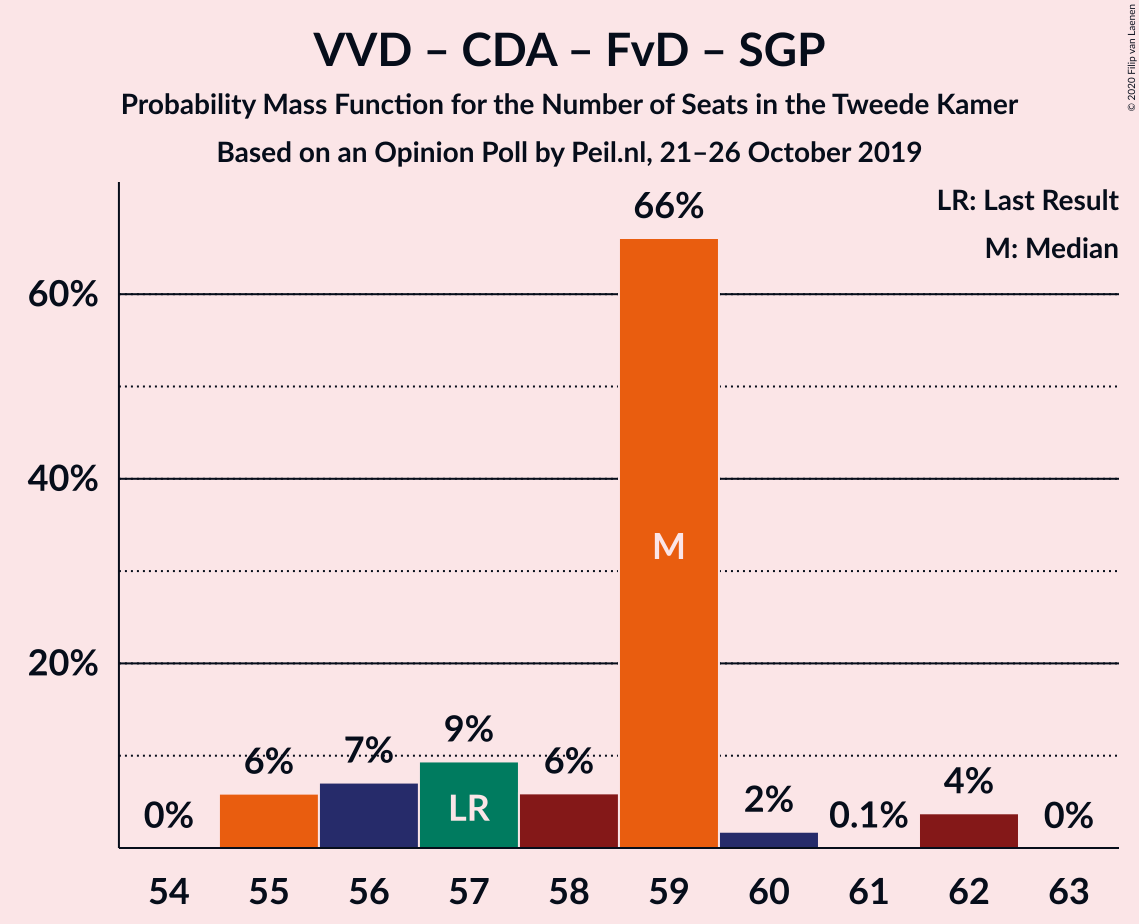 VVD – CDA – FvD – SGP
Probability Mass Function for the Number of Seats in the Tweede Kamer
Based on an Opinion Poll by Peil.nl, 21–26 October 2019
© 2020 Filip van Laenen
LR: Last Result
M: Median
66%
60%
40%
M
20%
9%
7%
6%
6%
4%
2%
0%
LR
0.1%
0%
54 55 56 57 58 59 60 61 62 63